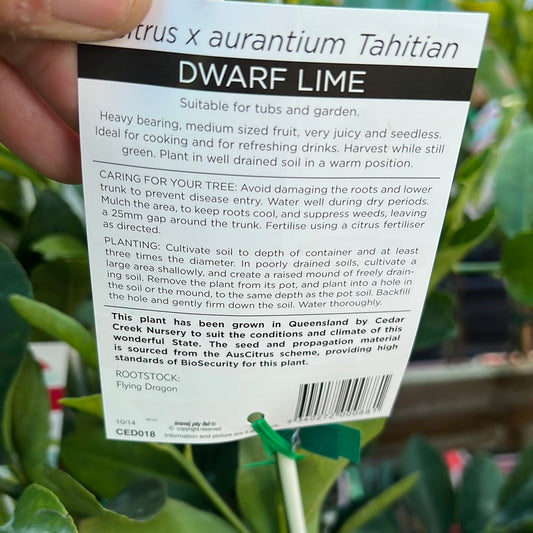 Citrus x aurantium Tahitian
DWARF LIME
Suitable for tubs and garden.
Heavy bearing, medium sized fruit, very juicy and seedless.
Ideal for cooking and for refreshing drinks. Harvest while still
green. Plant in well drained soil in a warm position.
CARING FOR YOUR TREE: Avoid damaging the roots and lower
trunk to prevent disease entry. Water well during dry periods.
Mulch the area, to keep roots cool, and suppress weeds, leaving
a 25mm gap around the trunk. Fertilise using a citrus fertiliser
as directed.
PLANTING: Cultivate soil to depth of container and at least
three times the diameter. In poorly drained soils, cultivate a
large area shallowly, and create a raised mound of freely drain-
ing soil. Remove the plant from its pot, and plant into a hole in
the soil or the mound, to the same depth as the pot soil. Backfill
the hole and gently firm down the soil. Water thoroughly.
This plant has been grown in Queensland by Cedar
Creek Nursery to suit the conditions and climate of this
wonderful State. The seed and propagation material
is sourced from the AusCitrus scheme, providing high
standards of BioSecurity for this plant.
ROOTSTOCK:
Flying Dragon
10/14
© copyright reserved
CED018
Information and picture